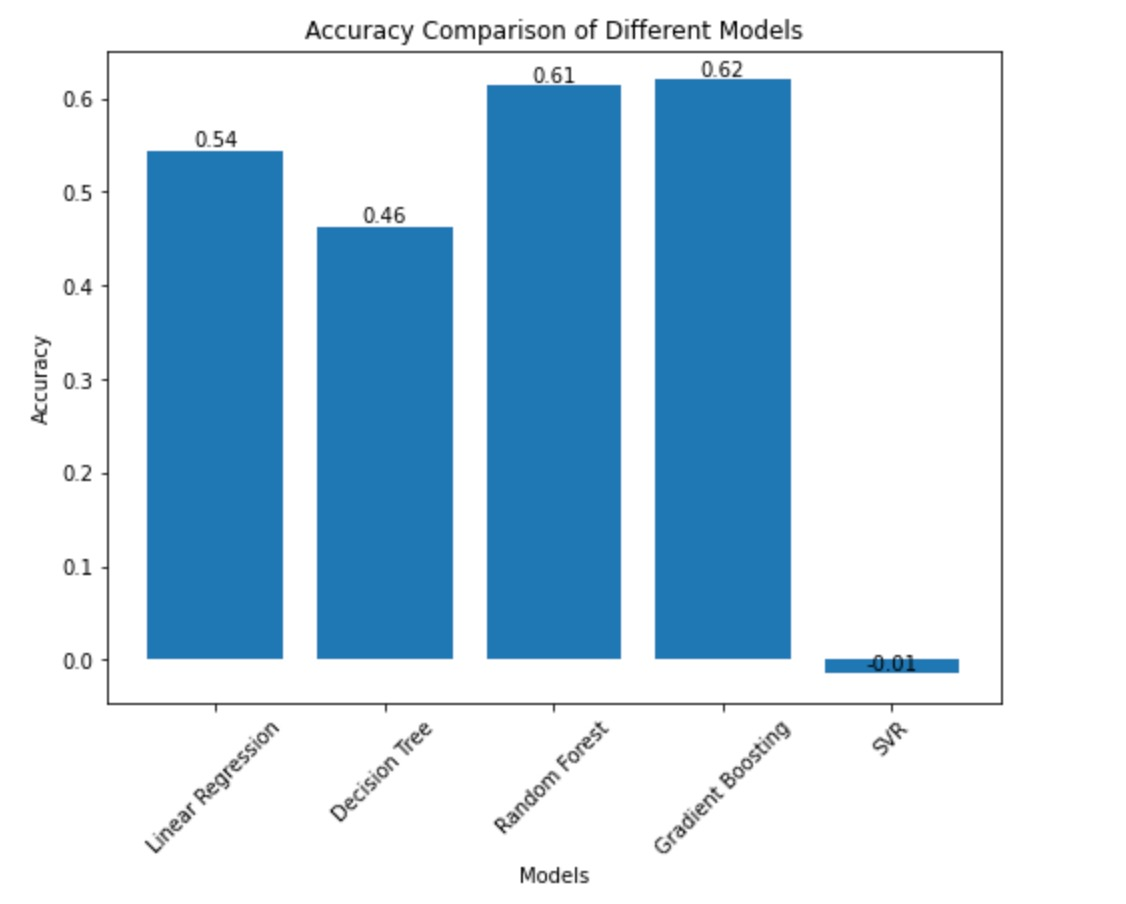 Accuracy Comparison of Different Models
0.61
0.62
0.6
0.54
0.5
0.46
0.4
Accuracy
0.3
0.2
0.1
0.0
-0.01
Linear Regression
Decision Tree
Random Forest
Gradient Boosting
SVR
Models